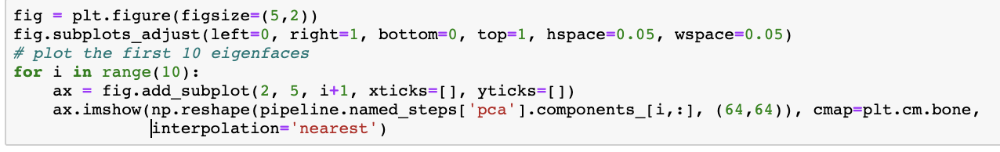 fig = plt.figure(figsize=(5,2))
fig.subplots_adjust(left=0, right=1, bottom=0, top=1, hspace=0.05, wspace=0.05)
# plot the first 10 eigenfaces
for i in range(10):
    ax = fig.add_subplot(2, 5, i+1, xticks=[], yticks=[])
    ax.imshow(np.reshape(pipeline.named_steps['pca'].components_[i,:], (64,64)), cmap=plt.cm.bone,
              interpolation='nearest')